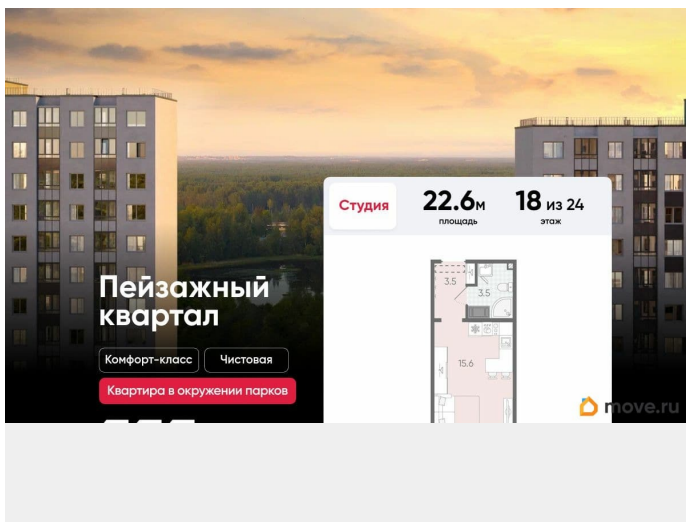 Студия
22.6м
площадь
18 из 24
этаж
Пейзажный
квартал
Комфорт-класс
Чистовая
Квартира в окружении парков
3.5
3.5
15.6
move.ru